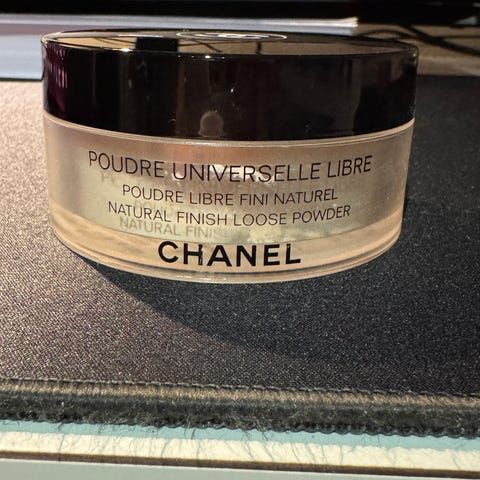 POUDRE UNIVERSELLE LIBRE
POUDRE LIBRE FINI NATUREL
NATURAL FINISH LOOSE POWDER
CHANEL